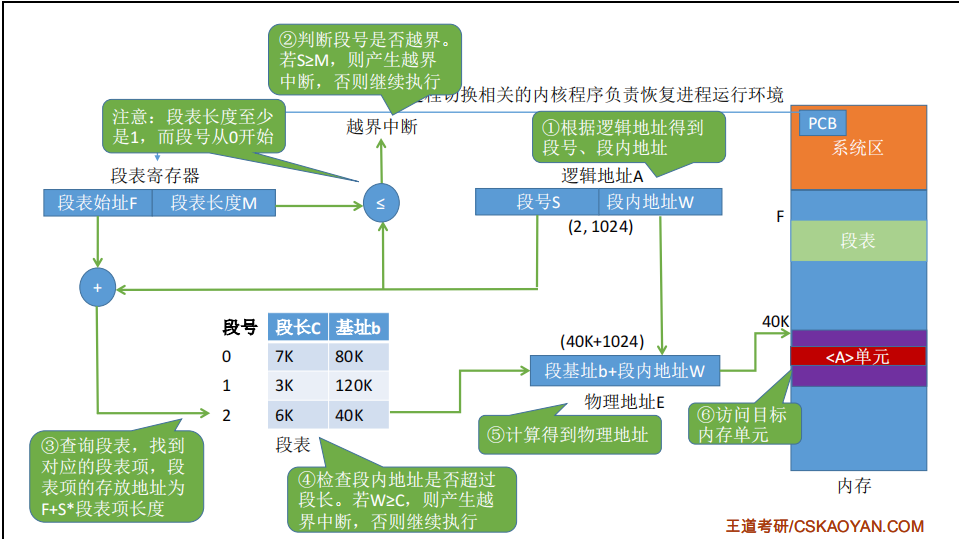 ②判断段号是否越界。
若S≥M，则产生越界
中断，否则继续执行
程切换相关的内核程序负责恢复进程运行环境
注意：段表长度至少
是1，而段号从0开始
越界中断
①根据逻辑地址得到
段号、段内地址
PCB
系统区
段表寄存器
逻辑地址A
段表始址F 段表长度M
≤
段号S 段内地址W
(2, 1024)
F
段表
+
段号 段长C 基址b
0 7K 80K
1 3K 120K
2 6K 40K
段表
40K
(40K+1024)
段基址b+段内地址W
物理地址E
<A>单元
③查询段表，找到
对应的段表项，段
表项的存放地址为
F+S*段表项长度
④检查段内地址是否超过
段长。若W≥C，则产生越
界中断，否则继续执行
⑤计算得到物理地址
⑥访问目标
内存单元
内存
王道考研/CSKAOYAN.COM